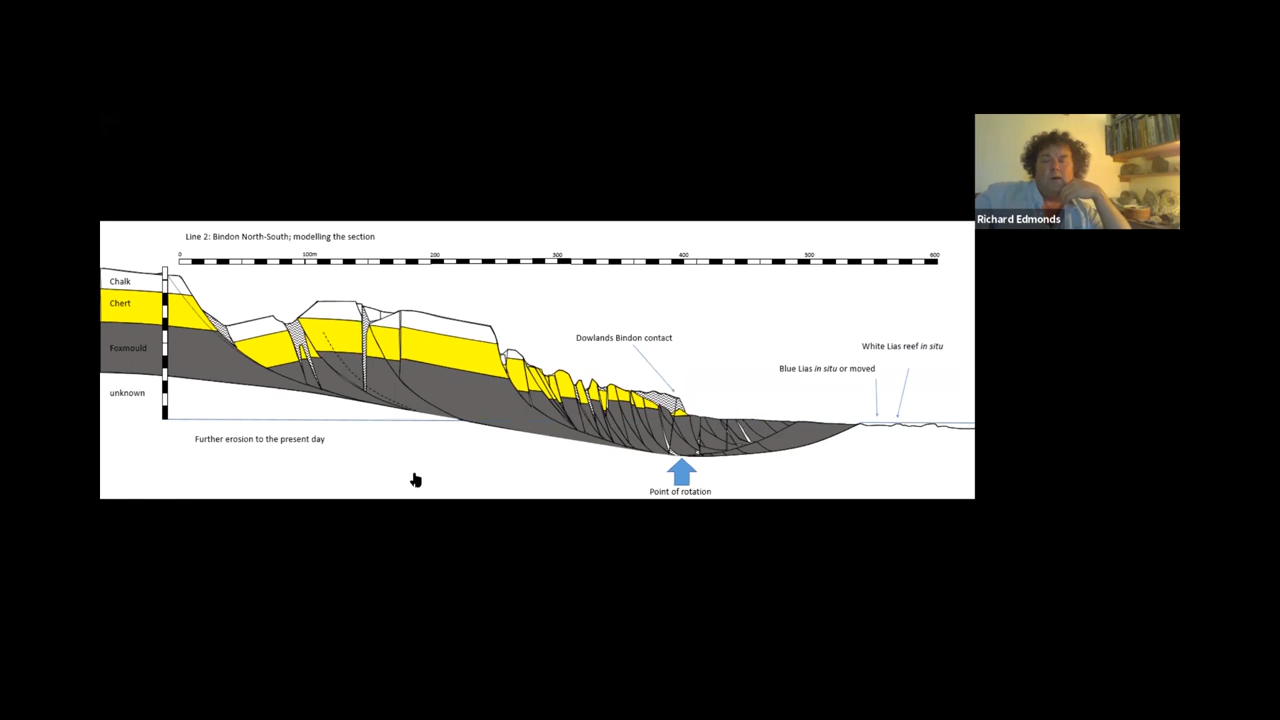 Line 2: Bindon North-South; modelling the section
0 100m 200 300 400 500 600
Chalk
Chert
Foxmould
unknown
Dowlands Bindon contact
White Lias reef in situ
Blue Lias in situ or moved
Further erosion to the present day
Point of rotation
Richard Edmonds